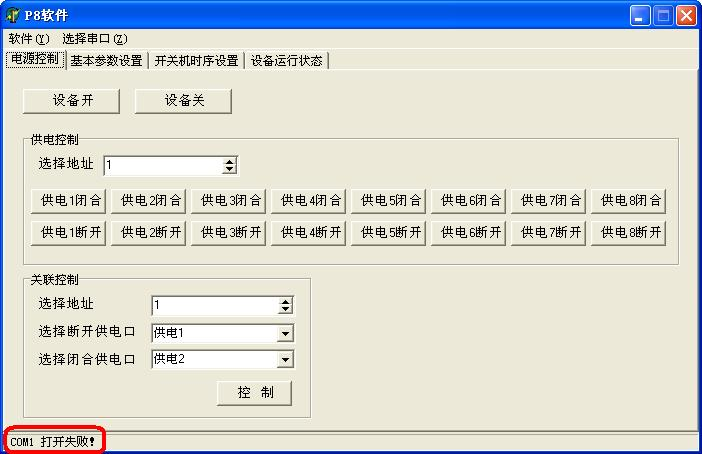 P8软件
软件(Y) 选择串口(Z)
电源控制 基本参数设置 开关机时序设置 设备运行状态
设备开 设备关
供电控制
选择地址 1
供电1闭合 供电2闭合 供电3闭合 供电4闭合 供电5闭合 供电6闭合 供电7闭合 供电8闭合
供电1断开 供电2断开 供电3断开 供电4断开 供电5断开 供电6断开 供电7断开 供电8断开
关联控制
选择地址 1
选择断开供电口 供电1
选择闭合供电口 供电2
控 制
COM1 打开失败!